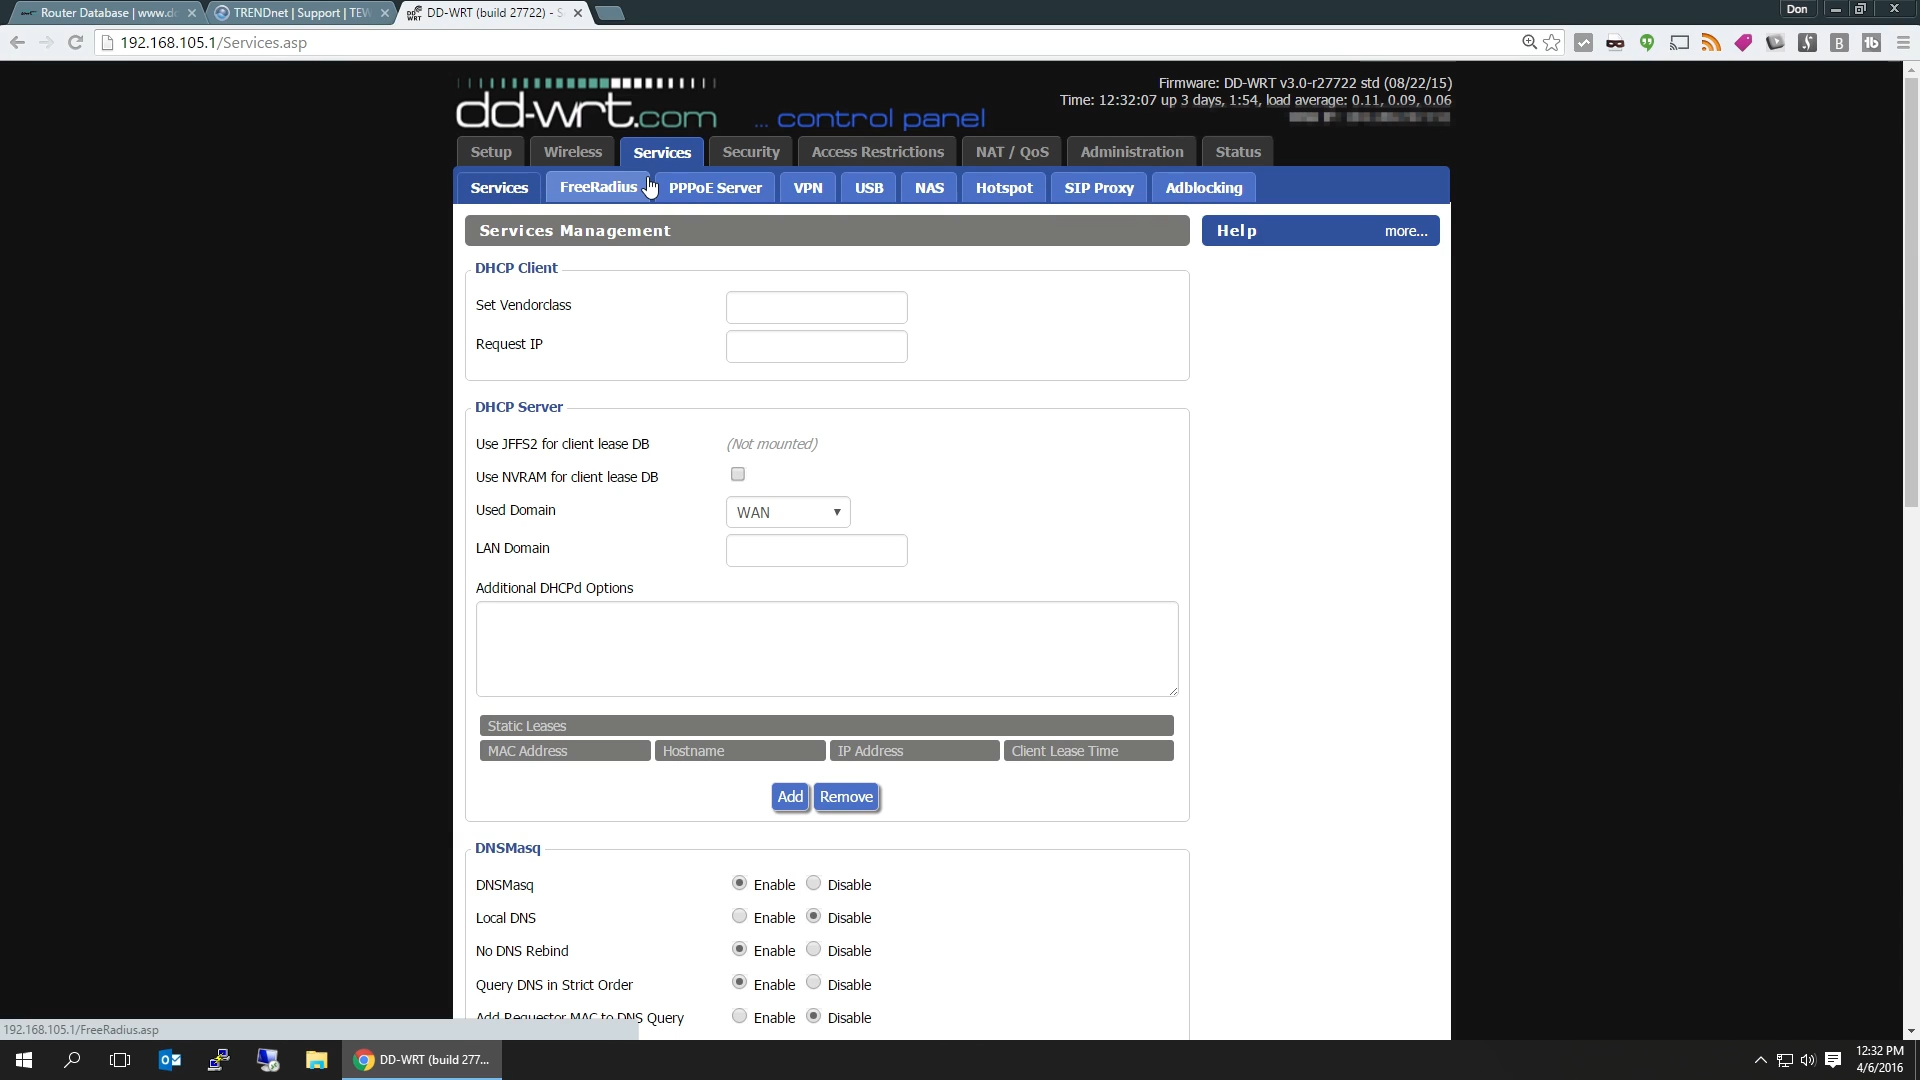 Router Database | www.d
TRENDnet | Support | TEW
DD-WRT (build 27722) - S
Don
192.168.105.1/Services.asp
dd-wrt.com
... control panel
Firmware: DD-WRT v3.0-r27722 std (08/22/15)
Time: 12:32:07 up 3 days, 1:54, load average: 0.11, 0.09, 0.06
Setup Wireless Services Security Access Restrictions NAT / QoS Administration Status
Services FreeRadius PPPoE Server VPN USB NAS Hotspot SIP Proxy Adblocking
Services Management
Help more...
DHCP Client
Set Vendorclass
Request IP
DHCP Server
Use JFFS2 for client lease DB (Not mounted)
Use NVRAM for client lease DB
Used Domain WAN
LAN Domain
Additional DHCPd Options
Static Leases
MAC Address Hostname IP Address Client Lease Time
Add Remove
DNSMasq
DNSMasq Enable Disable
Local DNS Enable Disable
No DNS Rebind Enable Disable
Query DNS in Strict Order Enable Disable
Add Requestor MAC to DNS Query Enable Disable
192.168.105.1/FreeRadius.asp
DD-WRT (build 277...
12:32 PM
4/6/2016